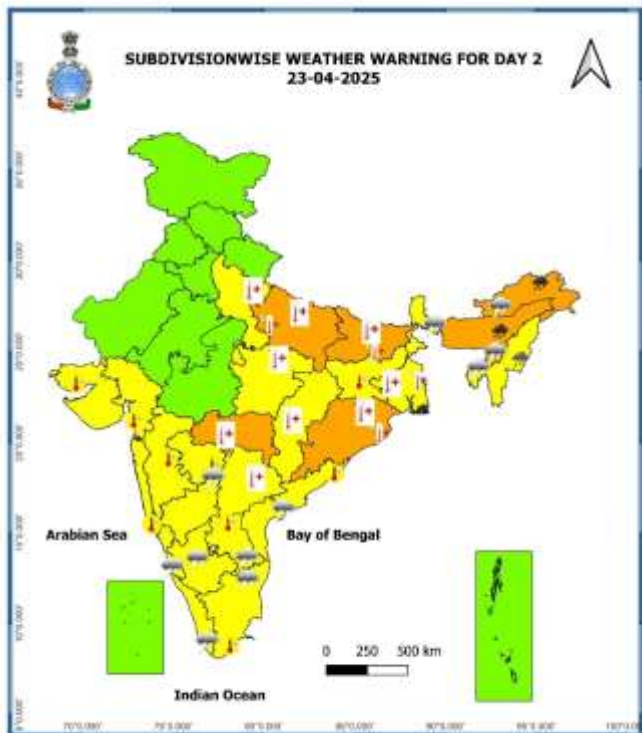 SUBDIVISIONWISE WEATHER WARNING FOR DAY 2
23-04-2025
Arabian Sea
Bay of Bengal
0 250 500 km
Indian Ocean